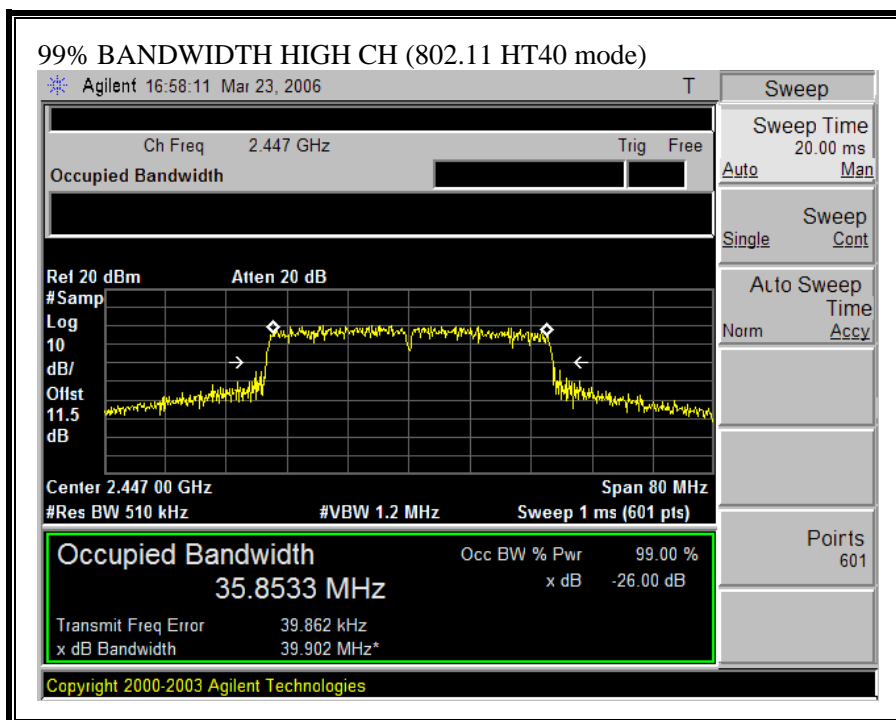 99% BANDWIDTH HIGH CH (802.11 HT40 mode)
Agilent 16:58:11 Mar 23, 2006 T
Sweep
Sweep Time
20.00 ms
Auto Man
Ch Freq 2.447 GHz Trig Free
Occupied Bandwidth
Sweep
Single Cont
Auto Sweep
Time
Norm Accy
Ref 20 dBm Atten 20 dB
#Samp
Log
10
dB/
Offst
11.5
dB
Center 2.447 00 GHz Span 80 MHz
#Res BW 510 kHz #VBW 1.2 MHz Sweep 1 ms (601 pts)
Points
601
Occupied Bandwidth Occ BW % Pwr 99.00 %
35.8533 MHz x dB -26.00 dB
Transmit Freq Error 39.862 kHz
x dB Bandwidth 39.902 MHz*
Copyright 2000-2003 Agilent Technologies